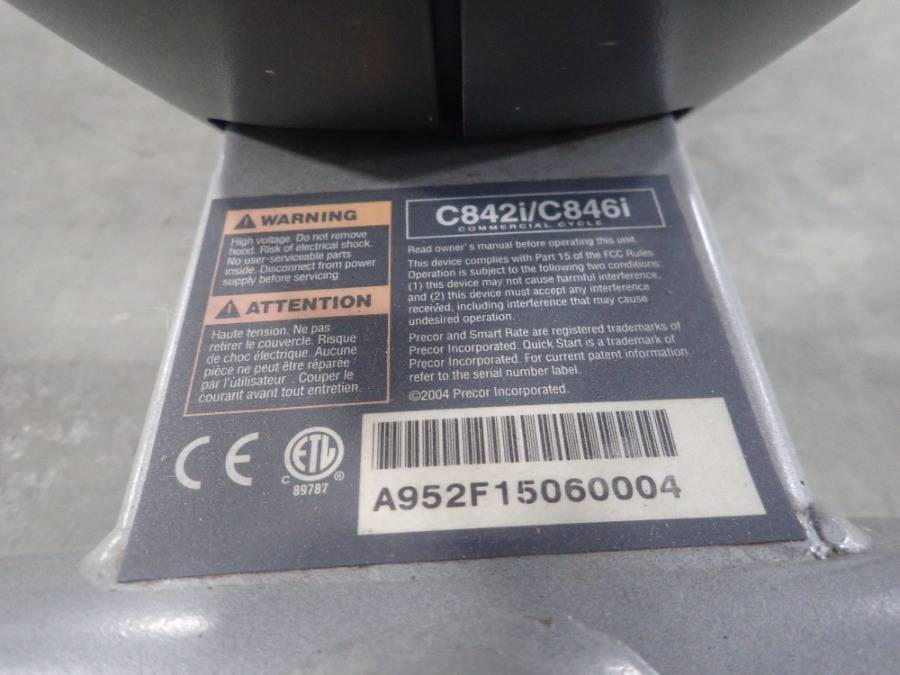 WARNING
High voltage. Do not remove
hood. Risk of electrical shock.
No user-serviceable parts
inside. Disconnect from power
supply before servicing
ATTENTION
Haute tension. Ne pas
retirer le couvercle. Risque
de choc électrique. Aucune
pièce ne peut être réparée
par l'ùtilisateur . Couper le
courant avant tout entretien.
C842i/C846i
COMMERCIAL CYCLE
Read owner's manual before operating this unit.
This device complies with Part 15 of the FCC Rules
Operation is subject to the following two conditions:
(1) this device may not cause harmful interference,
and (2) this device must accept any interference
received, including interference that may cause
undesired operation.
Precor and Smart Rate are registered trademarks of
Precor Incorporated. Quick Start is a trademark of
Precor Incorporated. For current patent information
refer to the serial number label.
©2004 Precor Incorporated.
CE
ETL
C ®
89787
A952F15060004